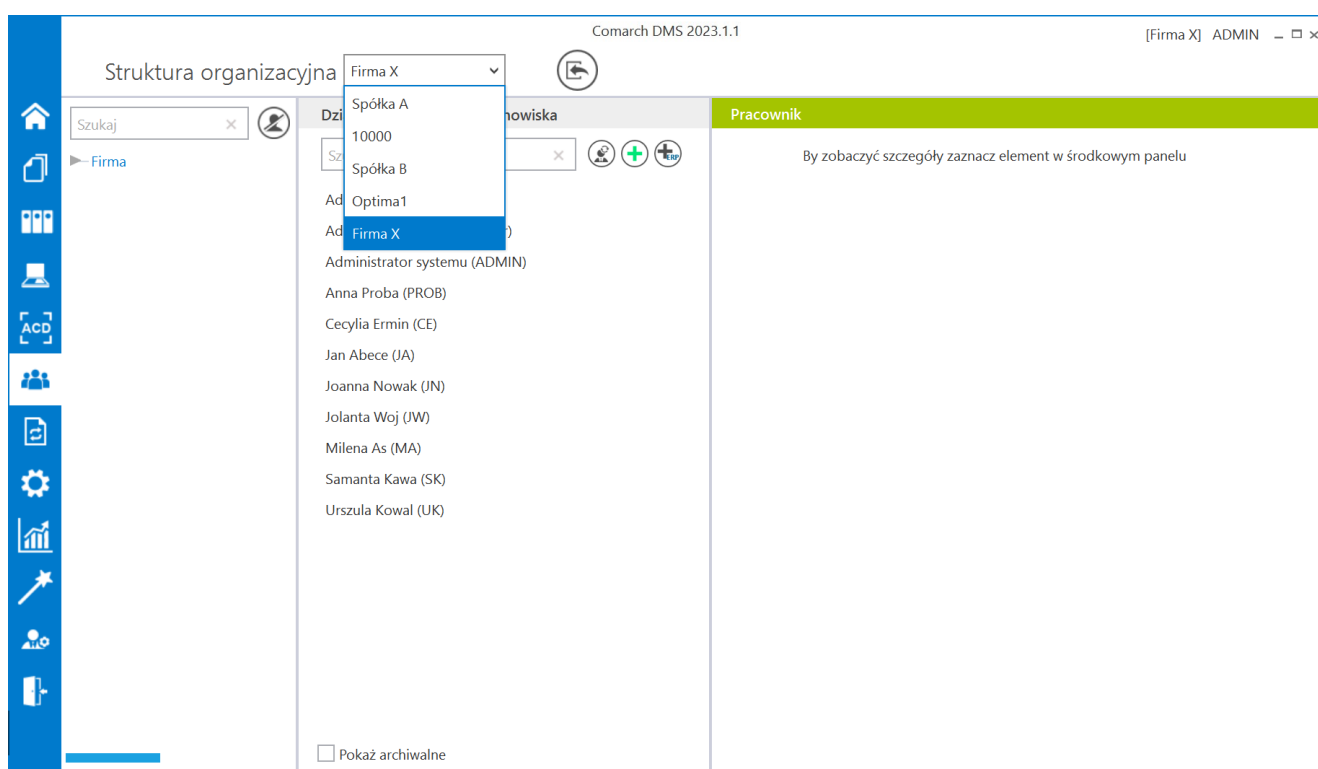 Comarch DMS 2023.1.1
[Firma X] ADMIN
Struktura organizacyjna Firma X
Spółka A
10000
Spółka B
Optima1
Firma X
Szukaj
Firma
ACD
ERP
Administrator systemu (ADMIN)
Anna Proba (PROB)
Cecylia Ermin (CE)
Jan Abece (JA)
Joanna Nowak (JN)
Jolanta Woj (JW)
Milena As (MA)
Samanta Kawa (SK)
Urszula Kowal (UK)
Pokaż archiwalne
Pracownik
By zobaczyć szczegóły zaznacz element w środkowym panelu